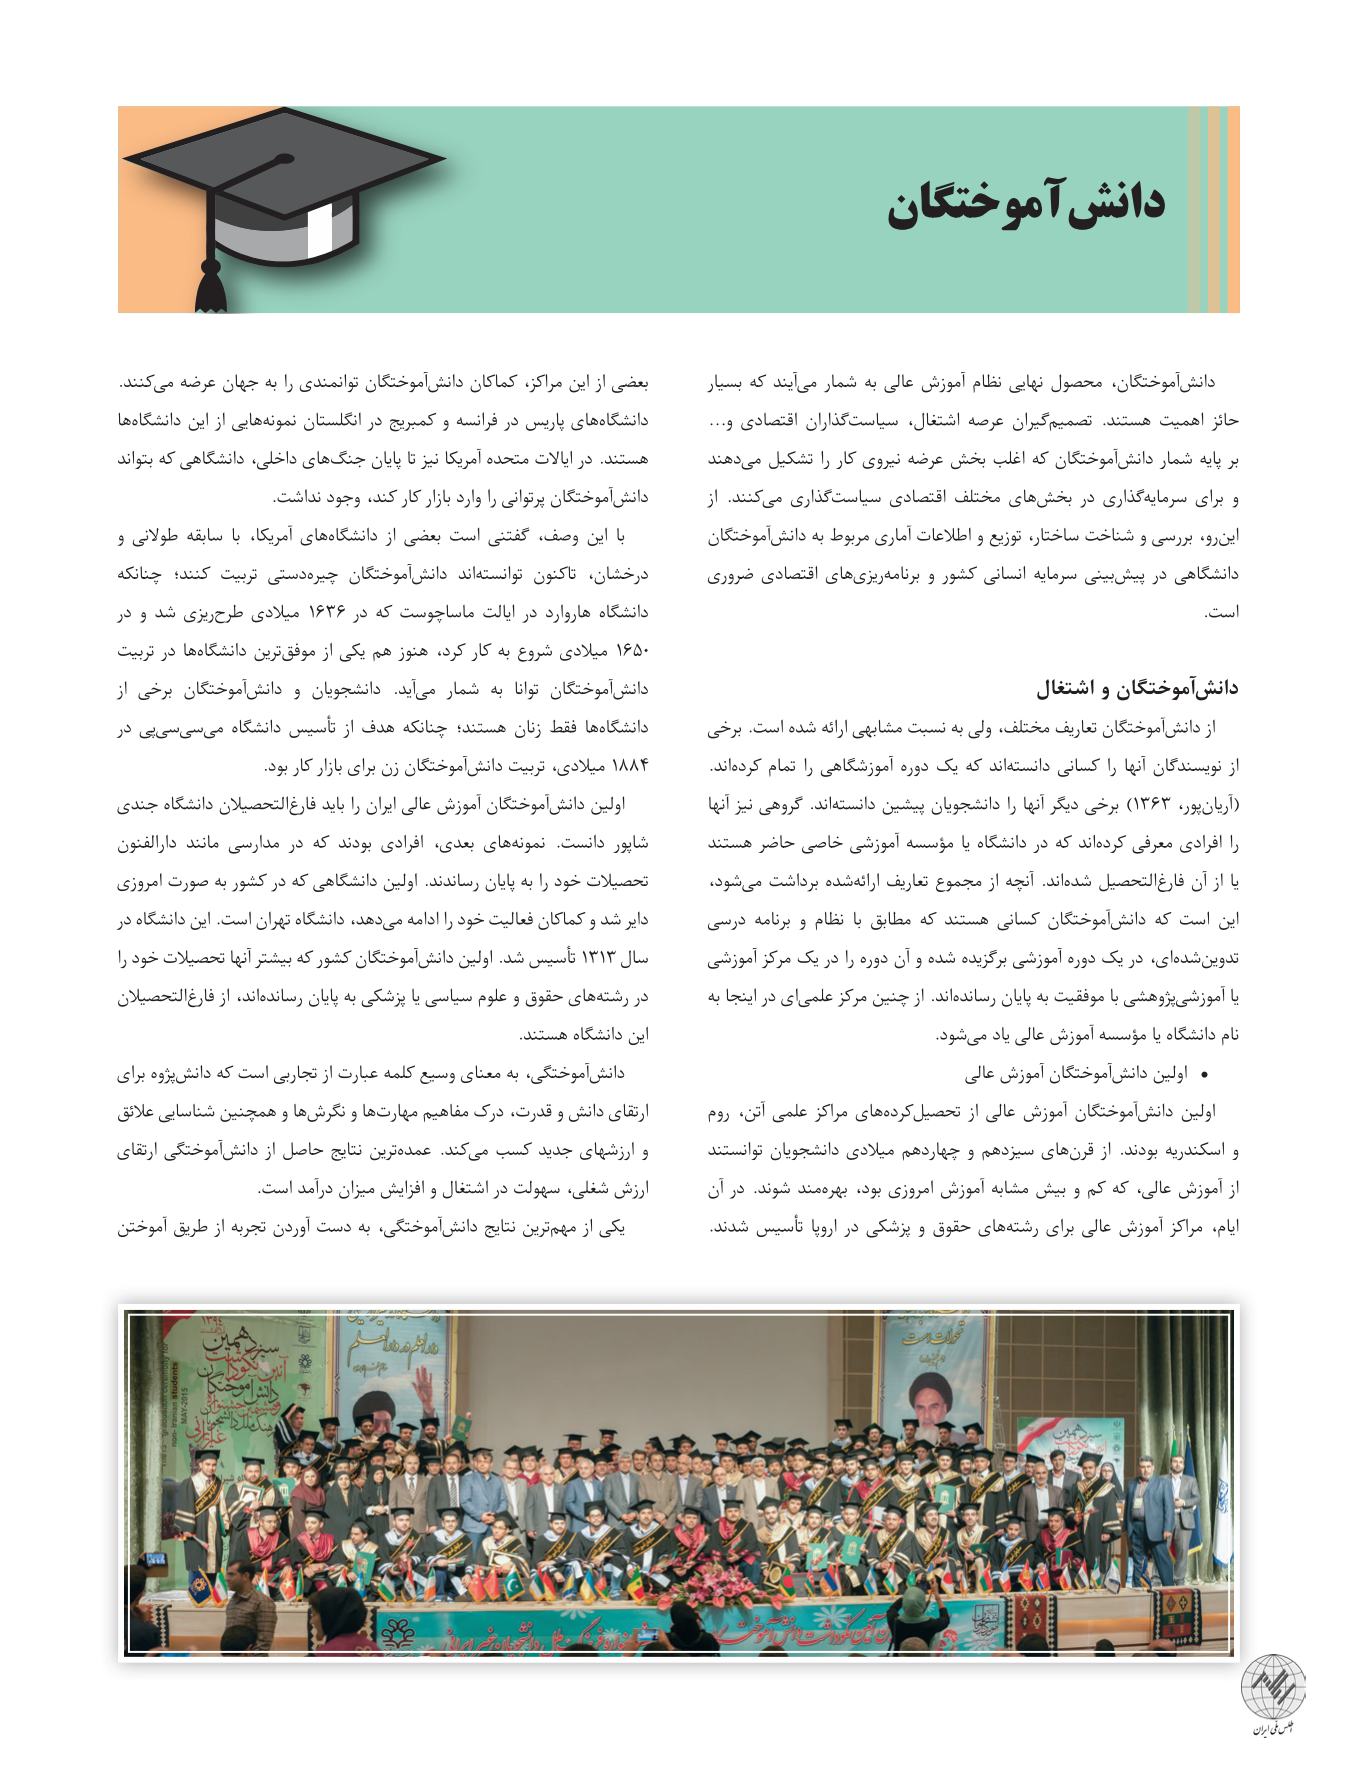 دانش‌آموختگان
دانش‌آموختگان، محصول نهایی نظام آموزش عالی به شمار می‌آیند که بسیار
حائز اهمیت هستند. تصمیم‌گیران عرصه اشتغال، سیاست‌گذاران اقتصادی و...
بر پایه شمار دانش‌آموختگان که اغلب بخش عرضه نیروی کار را تشکیل می‌دهند
و برای سرمایه‌گذاری در بخش‌های مختلف اقتصادی سیاست‌گذاری می‌کنند. از
این‌رو، بررسی و شناخت ساختار، توزیع و اطلاعات آماری مربوط به دانش‌آموختگان
دانشگاهی در پیش‌بینی سرمایه انسانی کشور و برنامه‌ریزی‌های اقتصادی ضروری
است.
دانش‌آموختگان و اشتغال
از دانش‌آموختگان تعاریف مختلف، ولی به نسبت مشابهی ارائه شده است. برخی
از نویسندگان آنها را کسانی دانسته‌اند که یک دوره آموزشگاهی را تمام کرده‌اند.
(آریان‌پور، ۱۳۶۳) برخی دیگر آنها را دانشجویان پیشین دانسته‌اند. گروهی نیز آنها
را افرادی معرفی کرده‌اند که در دانشگاه یا مؤسسه آموزشی خاصی حاضر هستند
یا از آن فارغ‌التحصیل شده‌اند. آنچه از مجموع تعاریف ارائه‌شده برداشت می‌شود،
این است که دانش‌آموختگان کسانی هستند که مطابق با نظام و برنامه درسی
تدوین‌شده‌ای، در یک دوره آموزشی برگزیده شده و آن دوره را در یک مرکز آموزشی
یا آموزشی‌پژوهشی با موفقیت به پایان رسانده‌اند. از چنین مرکز علمی‌ای در اینجا به
نام دانشگاه یا مؤسسه آموزش عالی یاد می‌شود.
• اولین دانش‌آموختگان آموزش عالی
اولین دانش‌آموختگان آموزش عالی از تحصیل‌کرده‌های مراکز علمی آتن، روم
و اسکندریه بودند. از قرن‌های سیزدهم و چهاردهم میلادی دانشجویان توانستند
از آموزش عالی، که کم و بیش مشابه آموزش امروزی بود، بهره‌مند شوند. در آن
ایام، مراکز آموزش عالی برای رشته‌های حقوق و پزشکی در اروپا تأسیس شدند.
بعضی از این مراکز، کماکان دانش‌آموختگان توانمندی را به جهان عرضه می‌کنند.
دانشگاه‌های پاریس در فرانسه و کمبریج در انگلستان نمونه‌هایی از این دانشگاه‌ها
هستند. در ایالات متحده آمریکا نیز تا پایان جنگ‌های داخلی، دانشگاهی که بتواند
دانش‌آموختگان پرتوانی را وارد بازار کار کند، وجود نداشت.
با این وصف، گفتنی است بعضی از دانشگاه‌های آمریکا، با سابقه طولانی و
درخشان، تاکنون توانسته‌اند دانش‌آموختگان چیره‌دستی تربیت کنند؛ چنانکه
دانشگاه هاروارد در ایالت ماساچوست که در ۱۶۳۶ میلادی طرح‌ریزی شد و در
۱۶۵۰ میلادی شروع به کار کرد، هنوز هم یکی از موفق‌ترین دانشگاه‌ها در تربیت
دانش‌آموختگان توانا به شمار می‌آید. دانشجویان و دانش‌آموختگان برخی از
دانشگاه‌ها فقط زنان هستند؛ چنانکه هدف از تأسیس دانشگاه می‌سی‌سی‌پی در
۱۸۸۴ میلادی، تربیت دانش‌آموختگان زن برای بازار کار بود.
اولین دانش‌آموختگان آموزش عالی ایران را باید فارغ‌التحصیلان دانشگاه جندی
شاپور دانست. نمونه‌های بعدی، افرادی بودند که در مدارسی مانند دارالفنون
تحصیلات خود را به پایان رساندند. اولین دانشگاهی که در کشور به صورت امروزی
دایر شد و کماکان فعالیت خود را ادامه می‌دهد، دانشگاه تهران است. این دانشگاه در
سال ۱۳۱۳ تأسیس شد. اولین دانش‌آموختگان کشور که بیشتر آنها تحصیلات خود را
در رشته‌های حقوق و علوم سیاسی یا پزشکی به پایان رسانده‌اند، از فارغ‌التحصیلان
این دانشگاه هستند.
دانش‌آموختگی، به معنای وسیع کلمه عبارت از تجاربی است که دانش‌پژوه برای
ارتقای دانش و قدرت، درک مفاهیم مهارت‌ها و نگرش‌ها و همچنین شناسایی علائق
و ارزشهای جدید کسب می‌کند. عمده‌ترین نتایج حاصل از دانش‌آموختگی ارتقای
ارزش شغلی، سهولت در اشتغال و افزایش میزان درآمد است.
یکی از مهم‌ترین نتایج دانش‌آموختگی، به دست آوردن تجربه از طریق آموختن
۱۳۹۴
سیزدهمین
آئین نکوداشت
دانش‌آموختگان
non- Iranian students
MAY-2015
سیزدهمین
اطلس ملی ایران